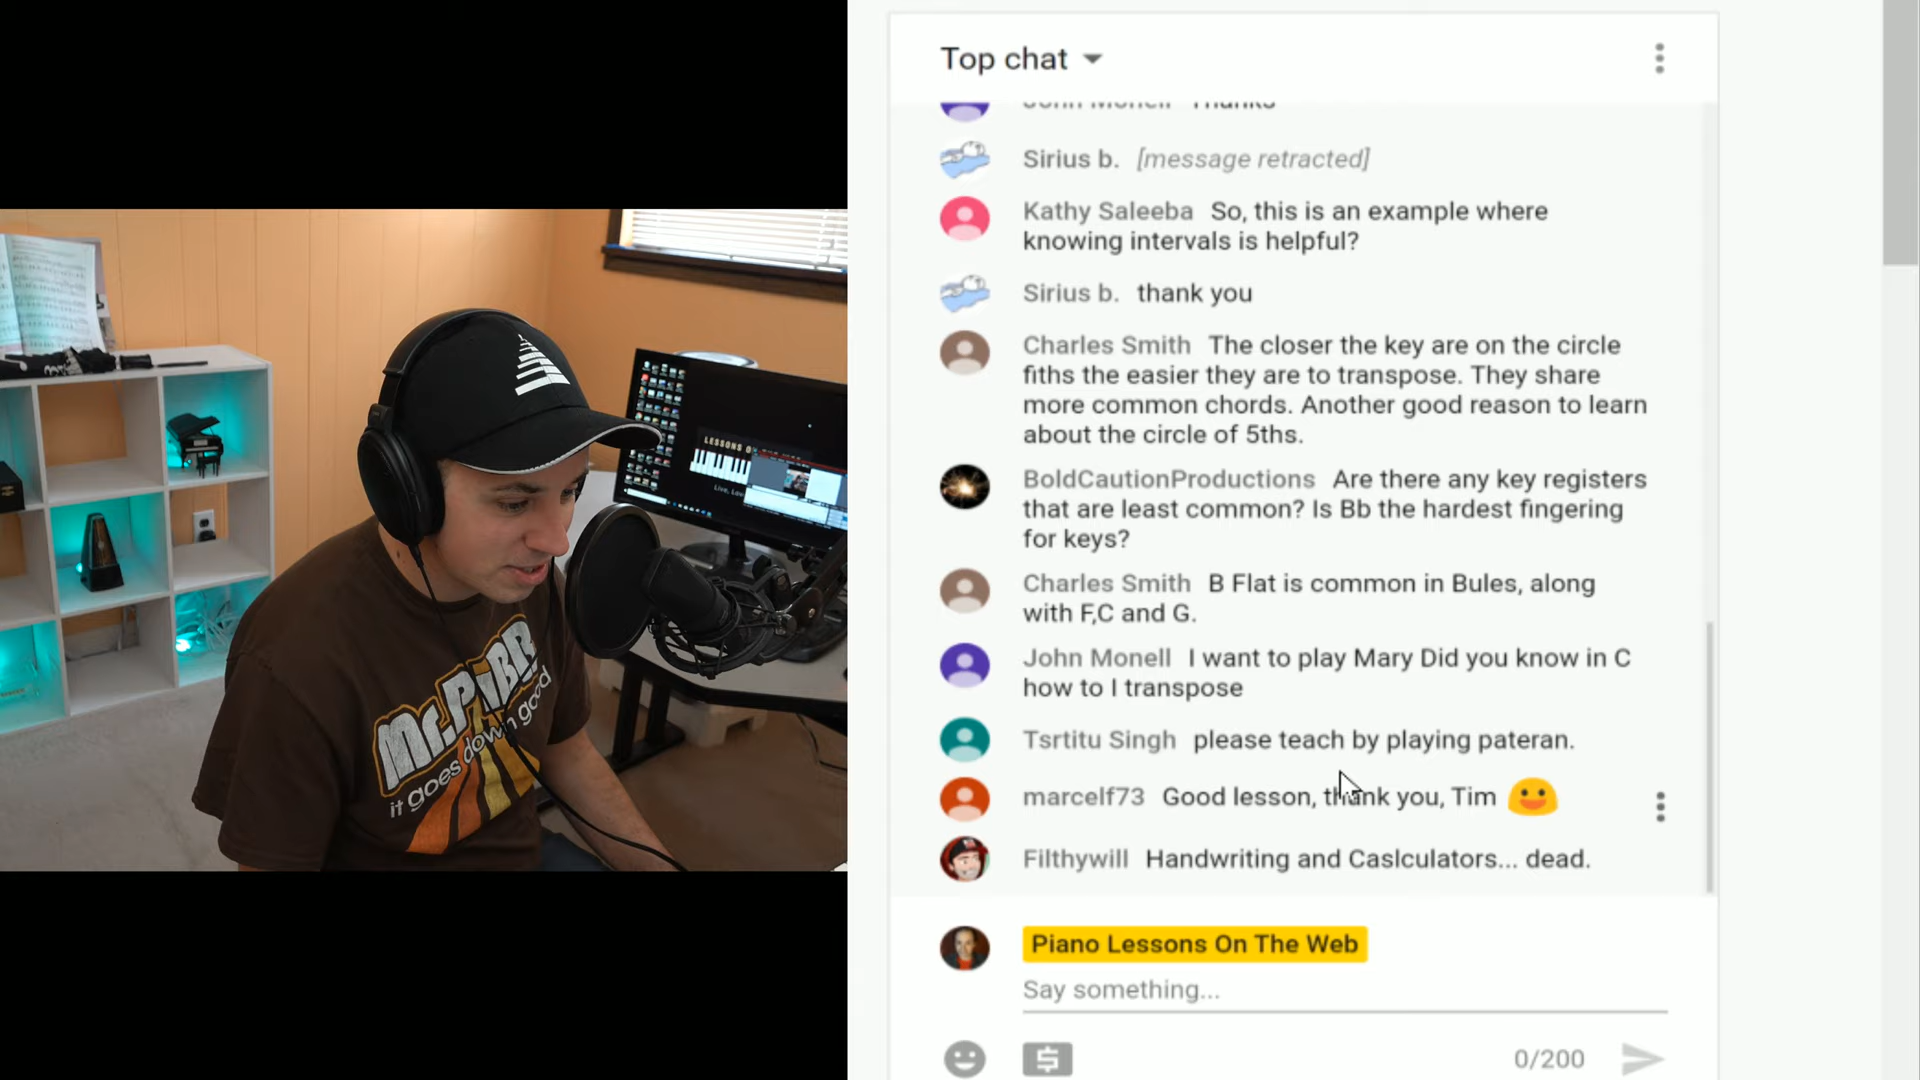 Top chat
John Monell Thanks
Sirius b. [message retracted]
Kathy Saleeba So, this is an example where
knowing intervals is helpful?
Sirius b. thank you
Charles Smith The closer the key are on the circle
fiths the easier they are to transpose. They share
more common chords. Another good reason to learn
about the circle of 5ths.
BoldCautionProductions Are there any key registers
that are least common? Is Bb the hardest fingering
for keys?
Charles Smith B Flat is common in Bules, along
with F,C and G.
John Monell I want to play Mary Did you know in C
how to I transpose
Tsrtitu Singh please teach by playing pateran.
marcelf73 Good lesson, thank you, Tim
Filthywill Handwriting and Caslculators... dead.
Piano Lessons On The Web
Say something...
0/200
LESSONS
Live,
Mr.
it goes down good